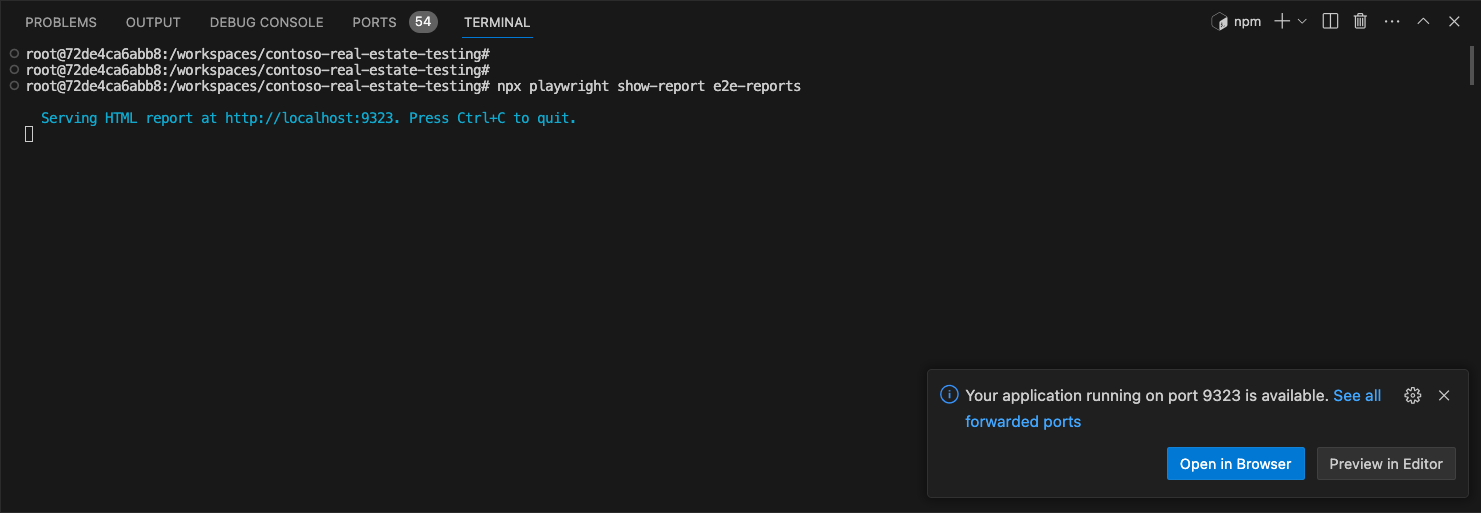 PROBLEMS OUTPUT DEBUG CONSOLE PORTS 54 TERMINAL npm
root@72de4ca6abb8:/workspaces/contoso-real-estate-testing#
root@72de4ca6abb8:/workspaces/contoso-real-estate-testing#
root@72de4ca6abb8:/workspaces/contoso-real-estate-testing# npx playwright show-report e2e-reports
Serving HTML report at http://localhost:9323. Press Ctrl+C to quit.
Your application running on port 9323 is available. See all
forwarded ports
Open in Browser Preview in Editor